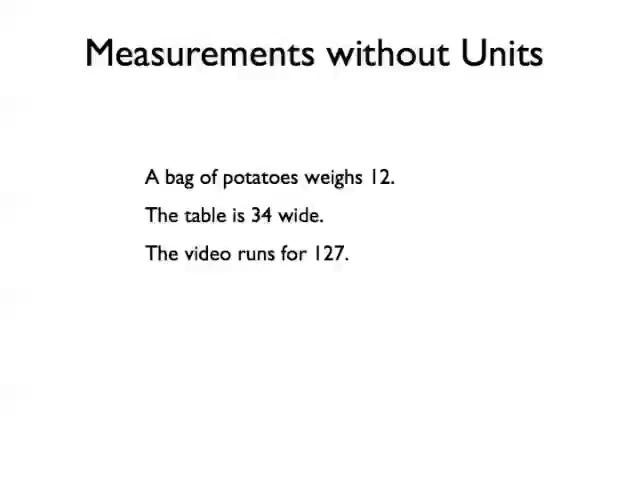 Measurements without Units
A bag of potatoes weighs 12.
The table is 34 wide.
The video runs for 127.